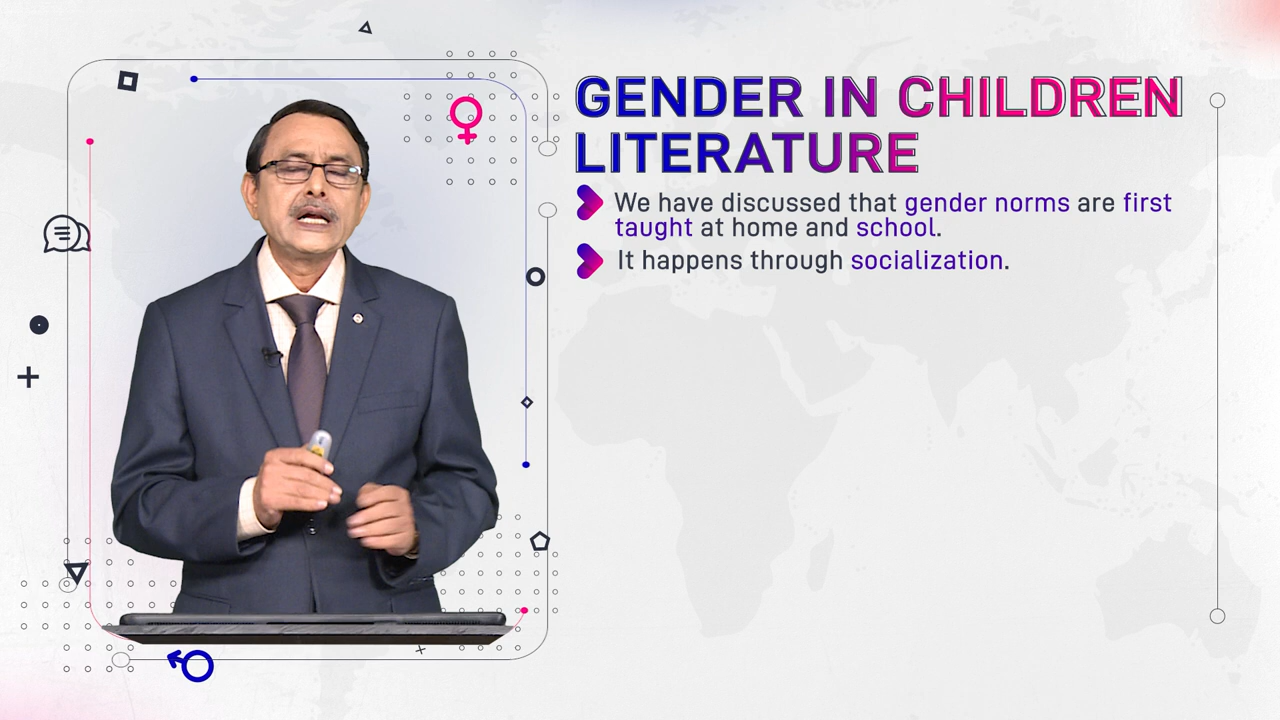 GENDER IN CHILDREN
LITERATURE
We have discussed that gender norms are first
taught at home and school.
It happens through socialization.